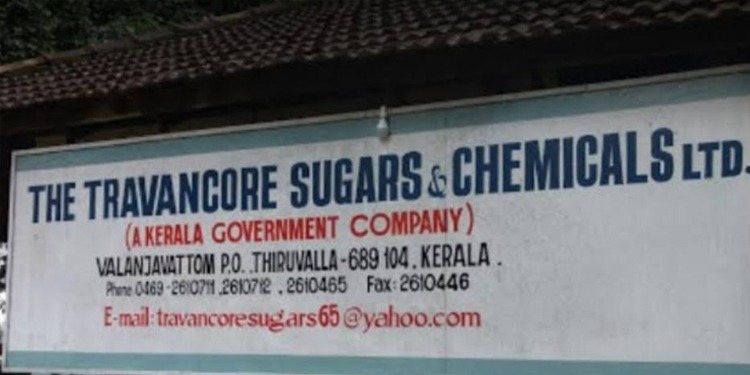 THE TRAVANCORE SUGARS & CHEMICALS LTD.
(A KERALA GOVERNMENT COMPANY)
VALANJAVATTOM P.O. .THIRUVALLA-689 104. KERALA.
Phone 0469-2610711 ,2610712 , 2610465 Fax: 2610446
E-mail: travancoresugars65@yahoo.com